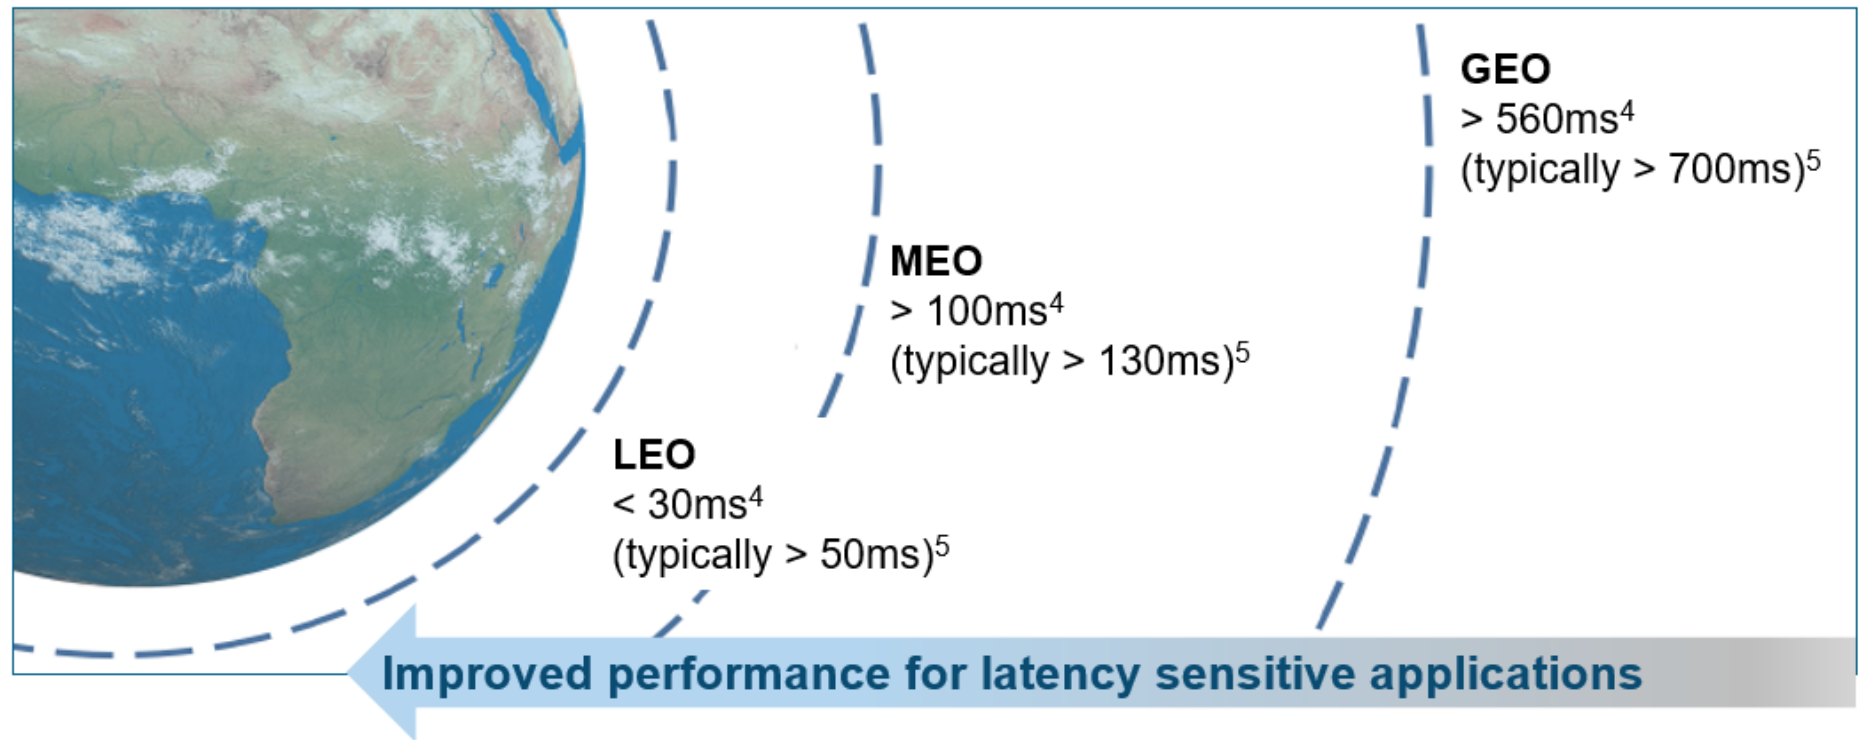 GEO
> 560ms⁴
(typically > 700ms)⁵
MEO
> 100ms⁴
(typically > 130ms)⁵
LEO
< 30ms⁴
(typically > 50ms)⁵
Improved performance for latency sensitive applications